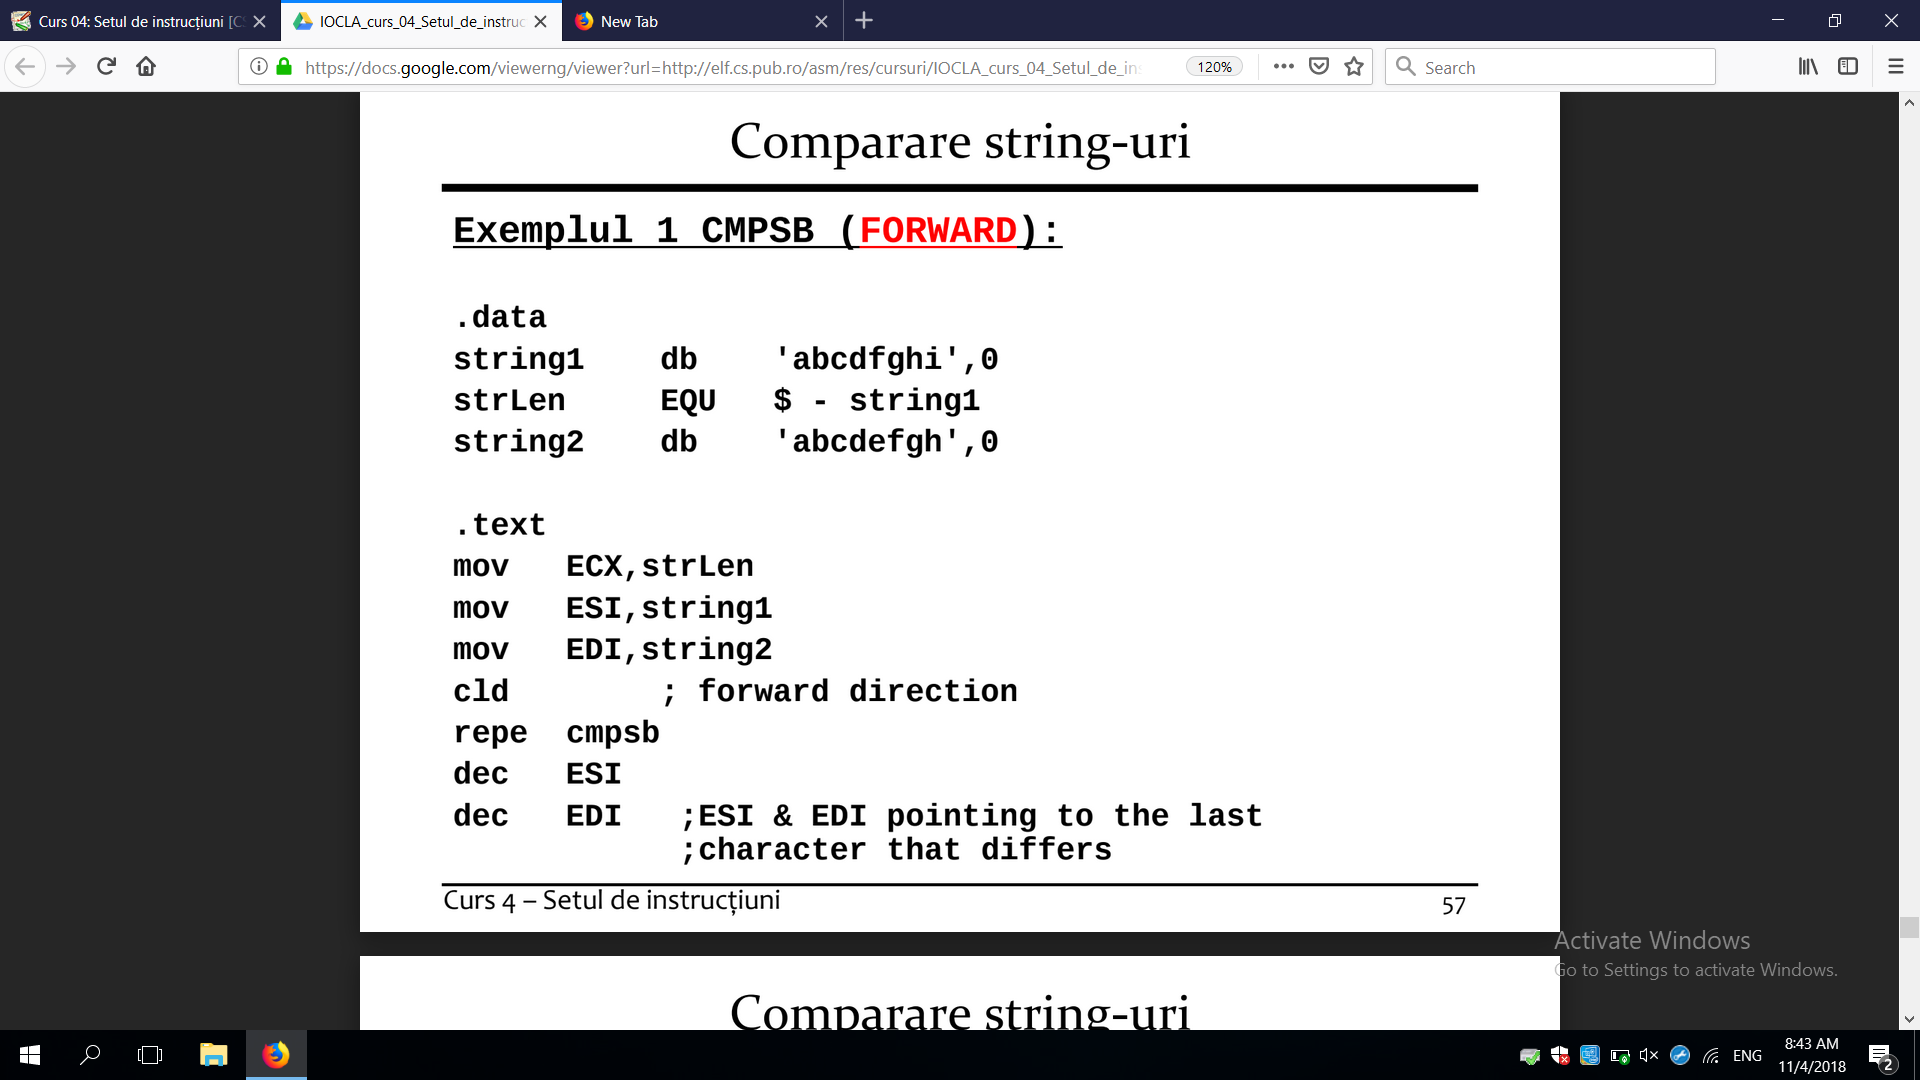 Curs 04: Setul de instrucțiuni [CS
IOCLA_curs_04_Setul_de_instruc
New Tab
https://docs.google.com/viewerng/viewer?url=http://elf.cs.pub.ro/asm/res/cursuri/IOCLA_curs_04_Setul_de_in
120%
Search
Comparare string-uri
Exemplul 1 CMPSB (FORWARD):
.data
string1 db 'abcdfghi',0
strLen EQU $ - string1
string2 db 'abcdefgh',0
.text
mov ECX,strLen
mov ESI,string1
mov EDI,string2
cld ; forward direction
repe cmpsb
dec ESI
dec EDI ;ESI & EDI pointing to the last
;character that differs
Curs 4 – Setul de instrucțiuni
57
Activate Windows
Go to Settings to activate Windows.
Comparare string-uri
ENG
8:43 AM
11/4/2018
2